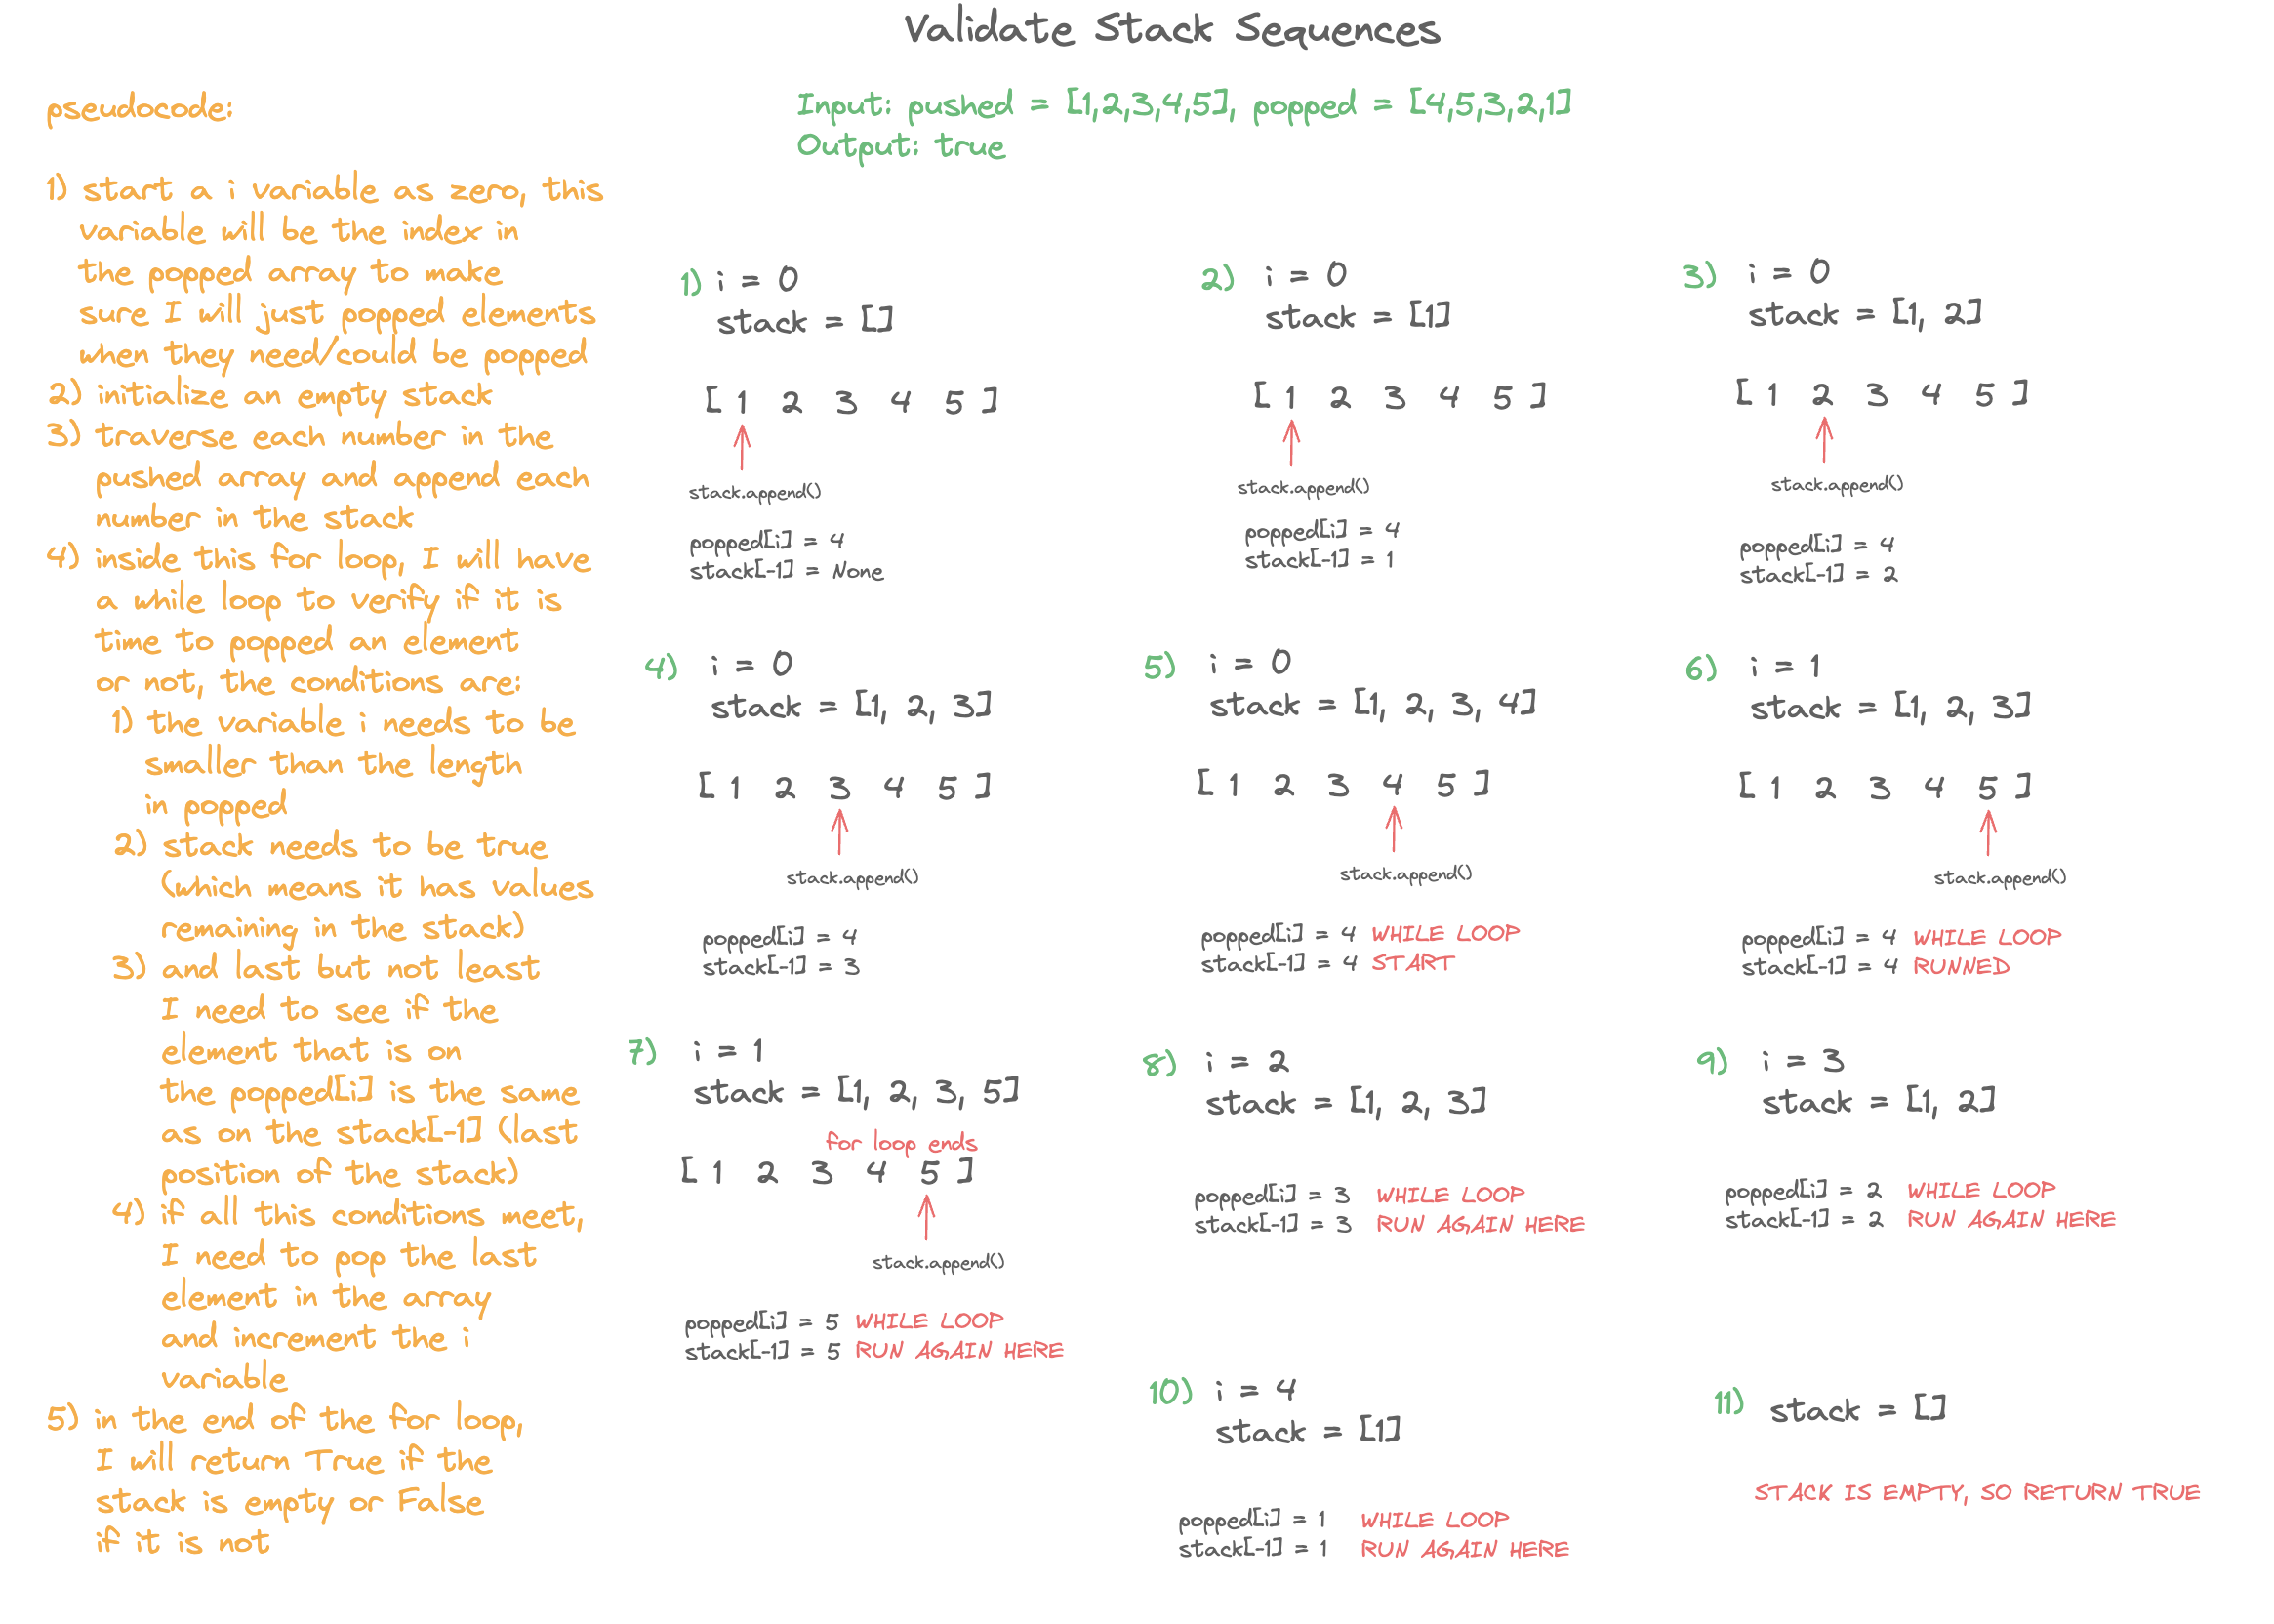 Validate Stack Sequences
pseudocode:
1) start a i variable as zero, this
variable will be the index in
the popped array to make
sure I will just popped elements
when they need/could be popped
2) initialize an empty stack
3) traverse each number in the
pushed array and append each
number in the stack
4) inside this for loop, I will have
a while loop to verify if it is
time to popped an element
or not, the conditions are:
1) the variable i needs to be
smaller than the length
in popped
2) stack needs to be true
(which means it has values
remaining in the stack)
3) and last but not least
I need to see if the
element that is on
the popped[i] is the same
as on the stack[-1] (last
position of the stack)
4) if all this conditions meet,
I need to pop the last
element in the array
and increment the i
variable
5) in the end of the for loop,
I will return True if the
stack is empty or False
if it is not
Input: pushed = [1,2,3,4,5], popped = [4,5,3,2,1]
Output: true
1) i = 0
stack = []
[ 1 2 3 4 5 ]
stack.append()
popped[i] = 4
stack[-1] = None
2) i = 0
stack = [1]
[ 1 2 3 4 5 ]
stack.append()
popped[i] = 4
stack[-1] = 1
3) i = 0
stack = [1, 2]
[ 1 2 3 4 5 ]
stack.append()
popped[i] = 4
stack[-1] = 2
4) i = 0
stack = [1, 2, 3]
[ 1 2 3 4 5 ]
stack.append()
popped[i] = 4
stack[-1] = 3
5) i = 0
stack = [1, 2, 3, 4]
[ 1 2 3 4 5 ]
stack.append()
popped[i] = 4 WHILE LOOP
stack[-1] = 4 START
6) i = 1
stack = [1, 2, 3]
[ 1 2 3 4 5 ]
stack.append()
popped[i] = 4 WHILE LOOP
stack[-1] = 4 RUNNED
7) i = 1
stack = [1, 2, 3, 5]
for loop ends
[ 1 2 3 4 5 ]
stack.append()
popped[i] = 5 WHILE LOOP
stack[-1] = 5 RUN AGAIN HERE
8) i = 2
stack = [1, 2, 3]
popped[i] = 3 WHILE LOOP
stack[-1] = 3 RUN AGAIN HERE
9) i = 3
stack = [1, 2]
popped[i] = 2 WHILE LOOP
stack[-1] = 2 RUN AGAIN HERE
10) i = 4
stack = [1]
popped[i] = 1 WHILE LOOP
stack[-1] = 1 RUN AGAIN HERE
11) stack = []
STACK IS EMPTY, SO RETURN TRUE